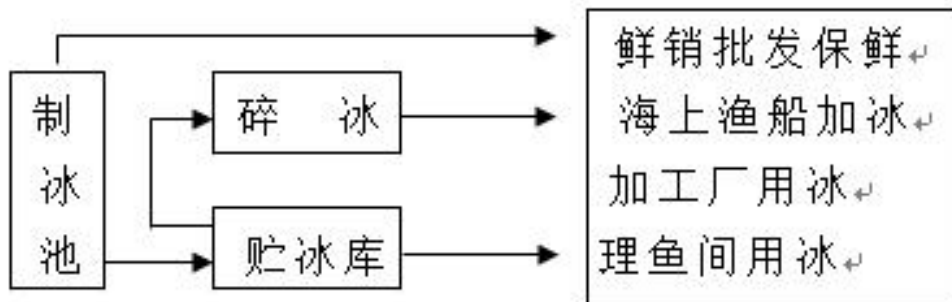 制冰池
碎 冰
贮冰库
鲜销批发保鲜
海上渔船加冰
加工厂用冰
理鱼间用冰